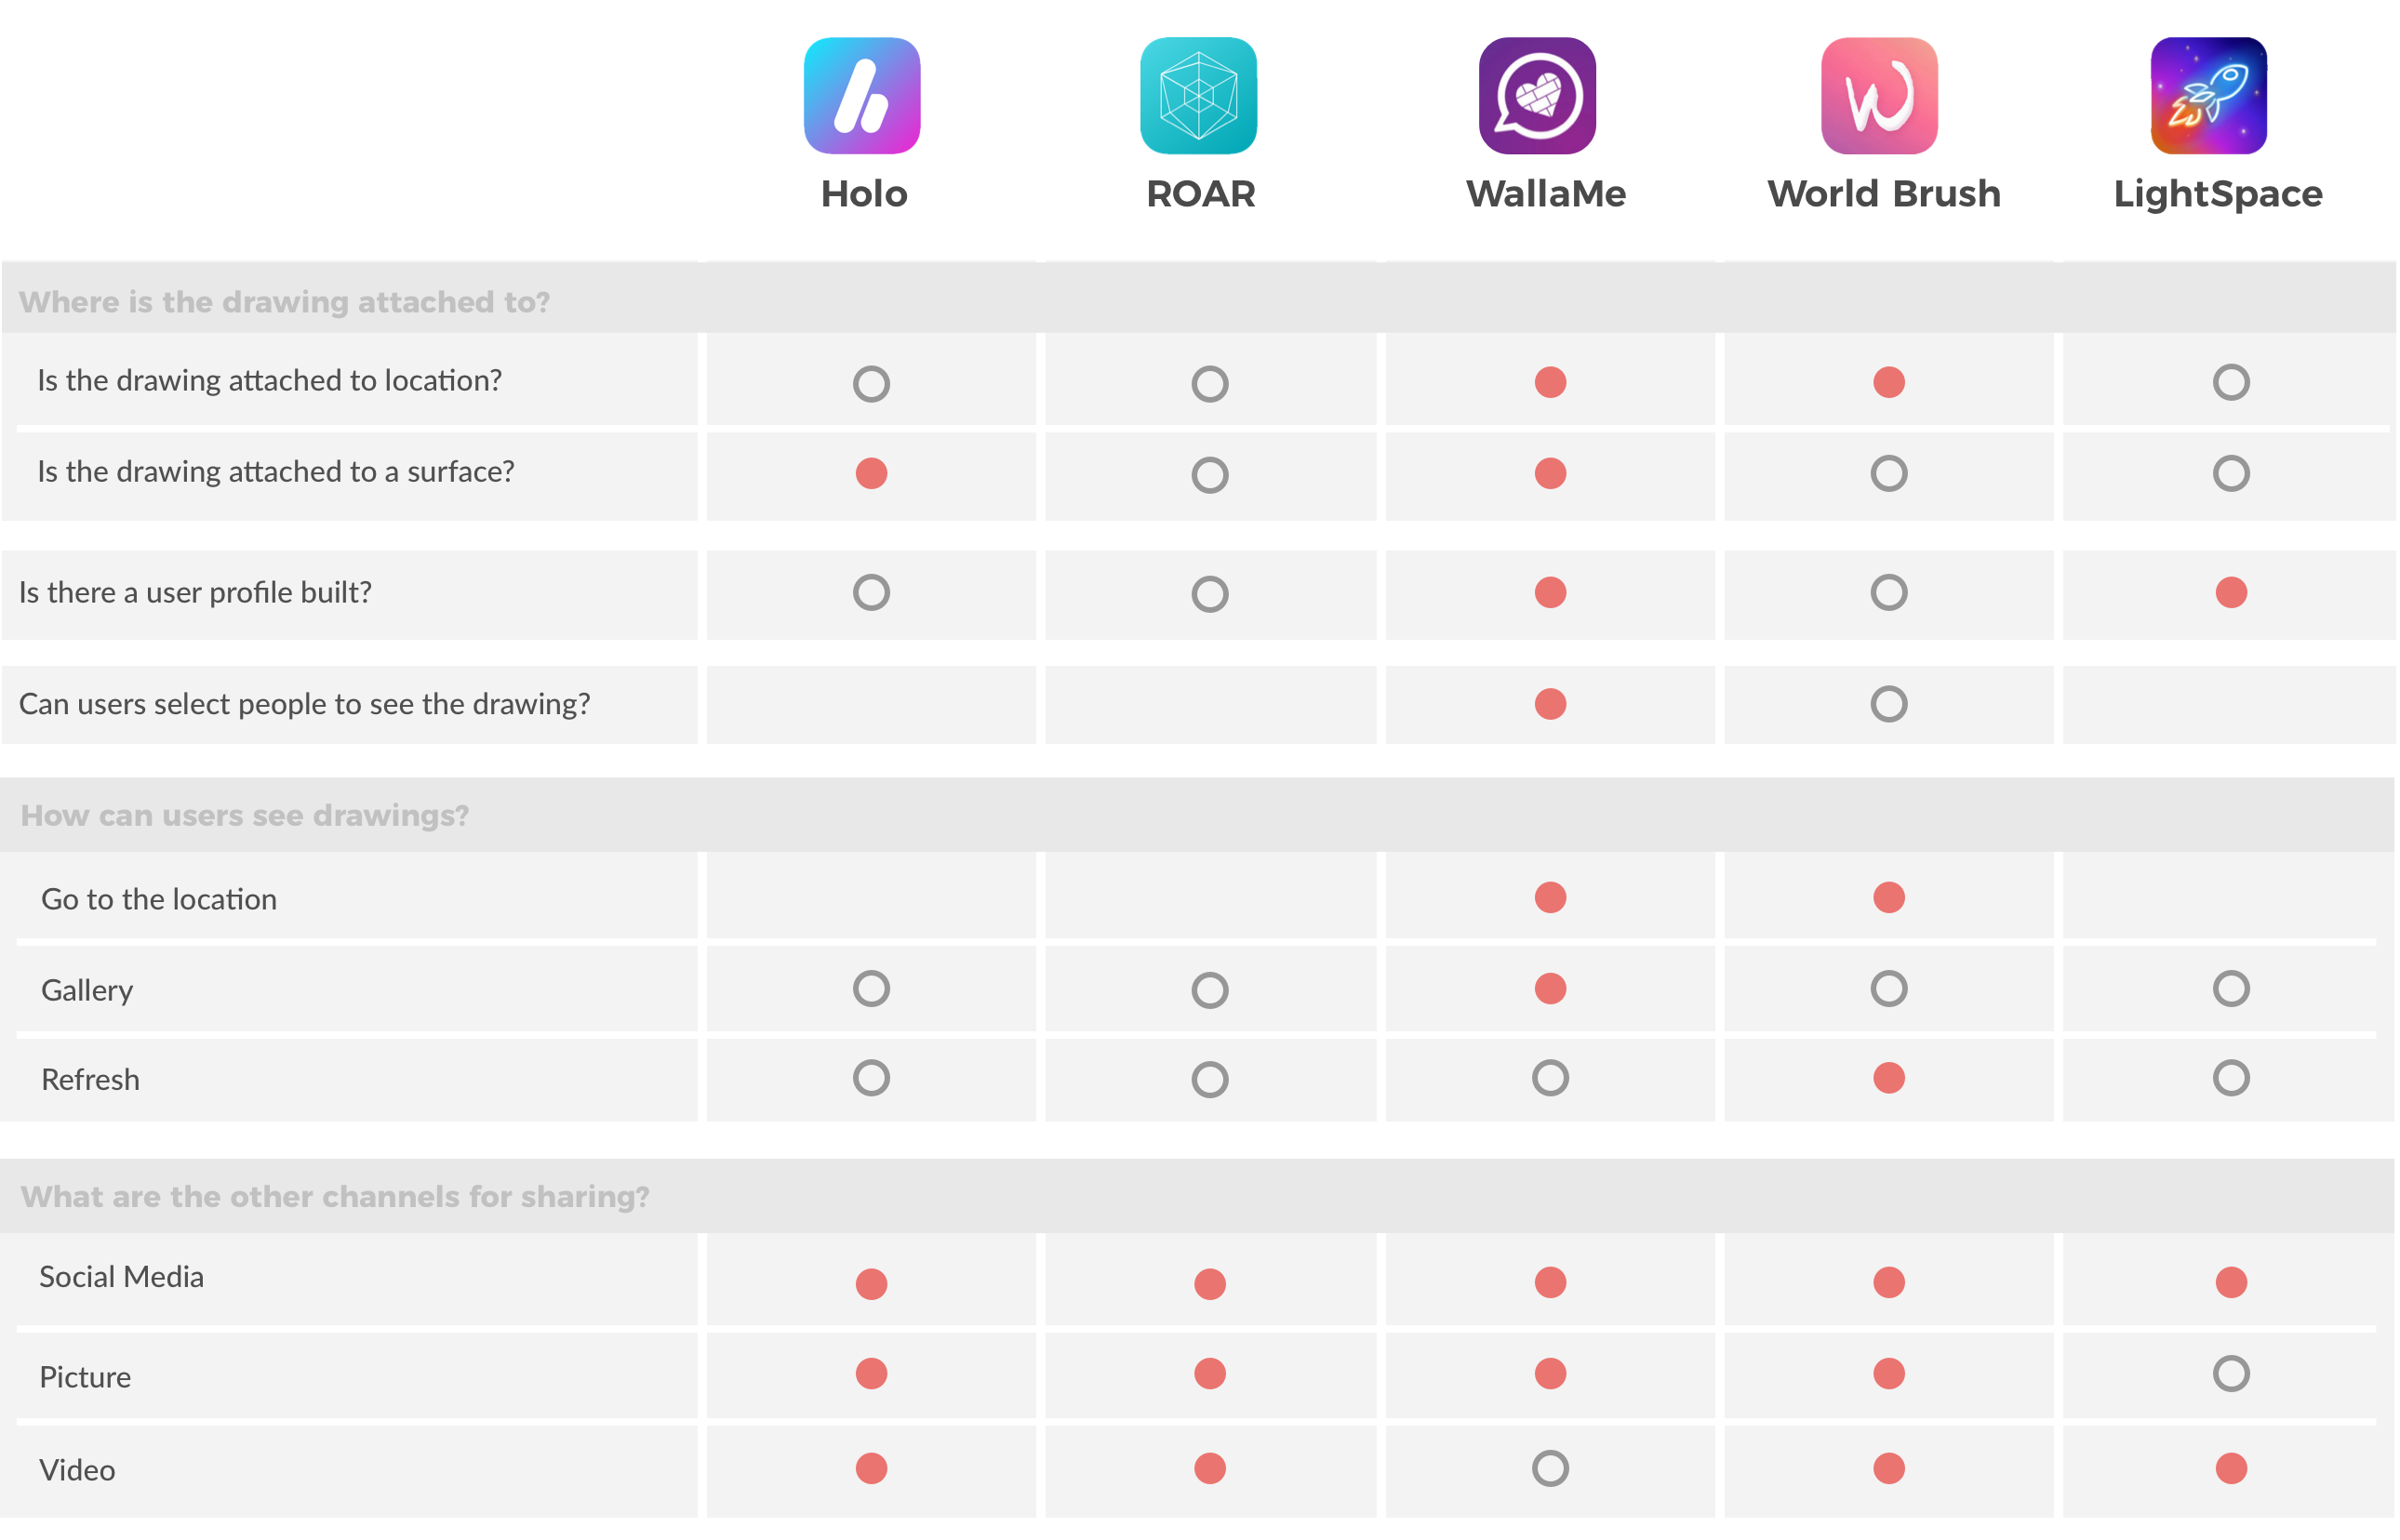 Holo ROAR WallaMe World Brush LightSpace
Where is the drawing attached to?
Is the drawing attached to location?
Is the drawing attached to a surface?
Is there a user profile built?
Can users select people to see the drawing?
How can users see drawings?
Go to the location
Gallery
Refresh
What are the other channels for sharing?
Social Media
Picture
Video